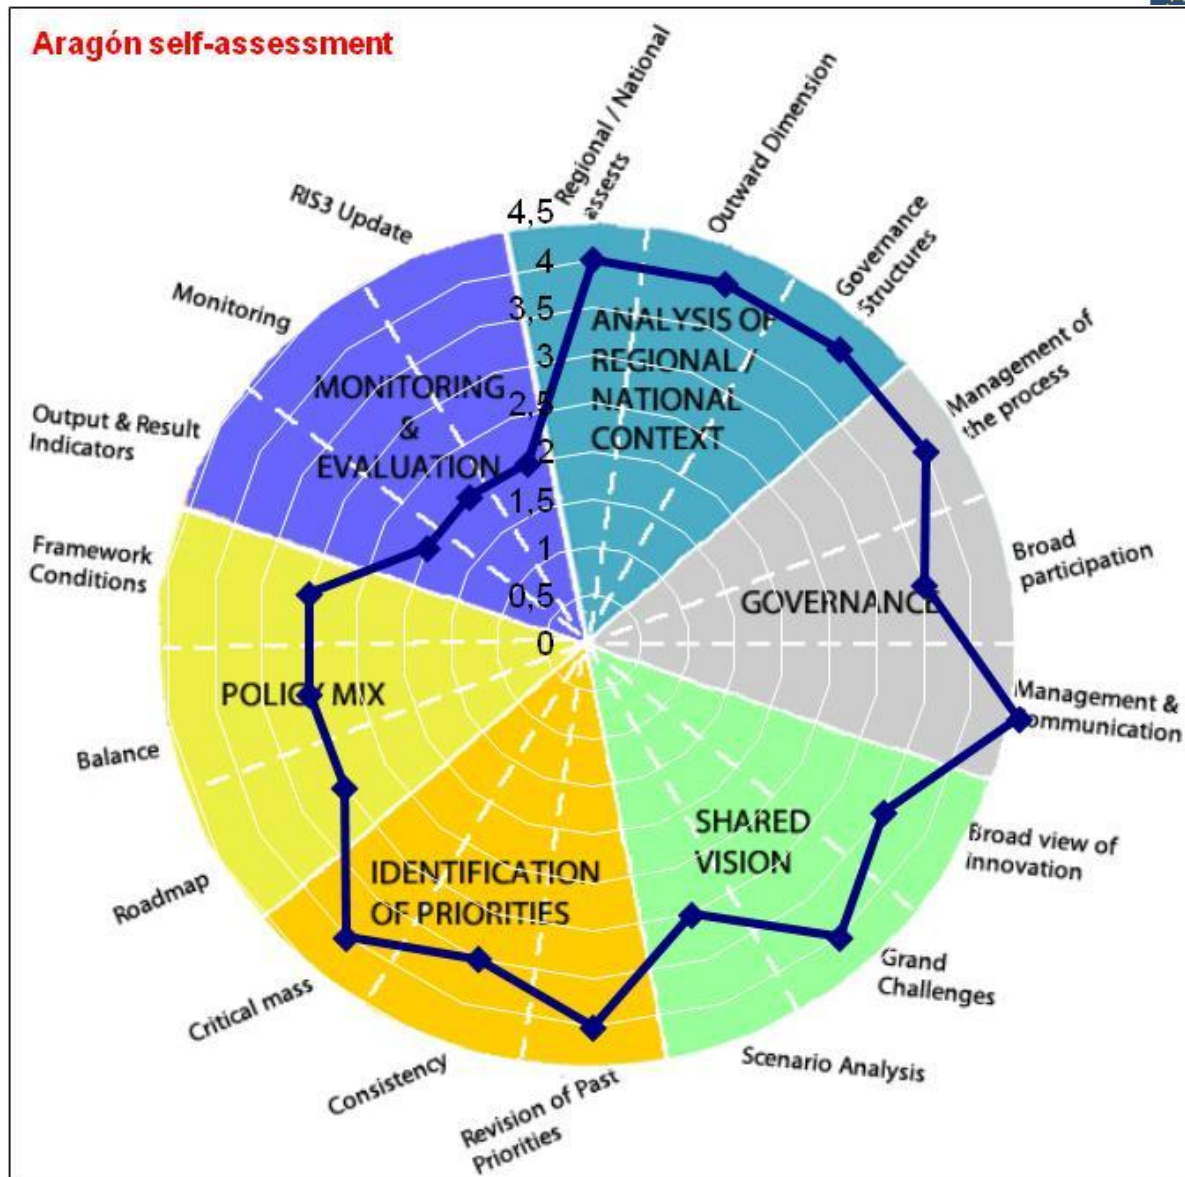 Aragón self-assessment
Regional / National
assests
Outward Dimension
Governance
Structures
Management of
the process
Broad
participation
Management &
ommunication
Broad view of
innovation
Grand
Challenges
Scenario Analysis
Revision of Past
Priorities
Consistency
Critical mass
Roadmap
Balance
Framework
Conditions
Output & Result
Indicators
Monitoring
RIS3 Update
4,5
4
3,5
3
2,5
2
1,5
1
0,5
0
ANALYSIS OF
REGIONAL /
NATIONAL
CONTEXT
GOVERNANCE
SHARED
VISION
IDENTIFICATION
OF PRIORITIES
POLICY MIX
MONITORING
&
EVALUATION